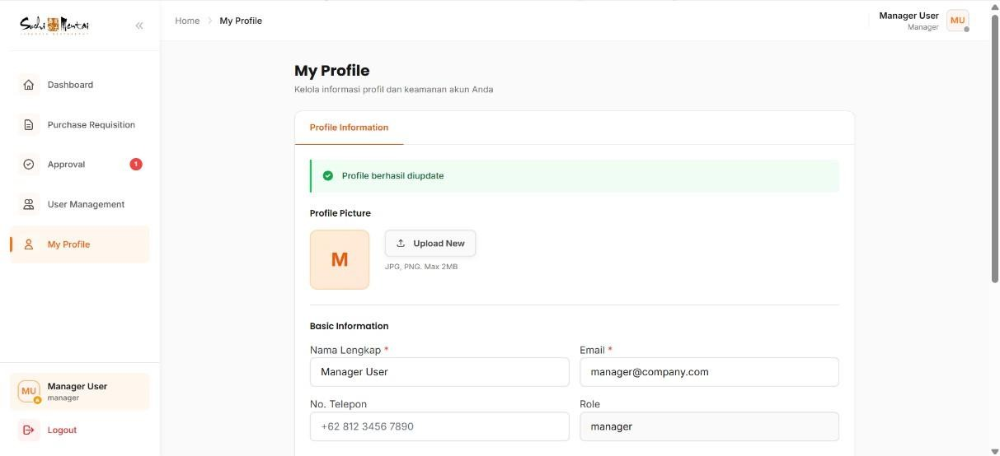 Sushi Mentai
Home > My Profile
Manager User
Manager
MU
Dashboard
Purchase Requisition
Approval 1
User Management
My Profile
MU
Manager User
manager
Logout
My Profile
Kelola informasi profil dan keamanan akun Anda
Profile Information
Profile berhasil diupdate
Profile Picture
M
Upload New
JPG, PNG. Max 2MB
Basic Information
Nama Lengkap *
Manager User
Email *
manager@company.com
No. Telepon
+62 812 3456 7890
Role
manager